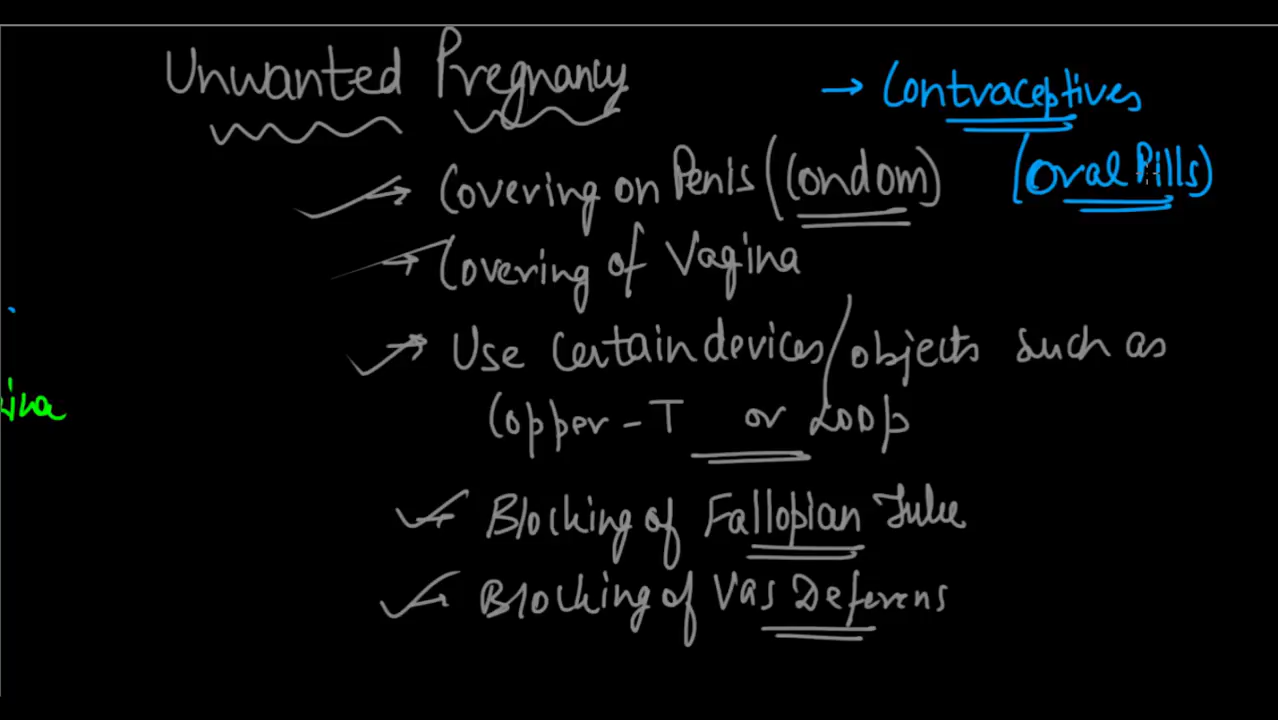 Unwanted Pregnancy
→ Contraceptives
(Oral Pills)
→ Covering on Penis (Condom)
→ Covering of Vagina
→ Use Certain devices/objects such as
Copper-T or Loop
Blocking of Fallopian Tube
Blocking of Vas Deferens
ina